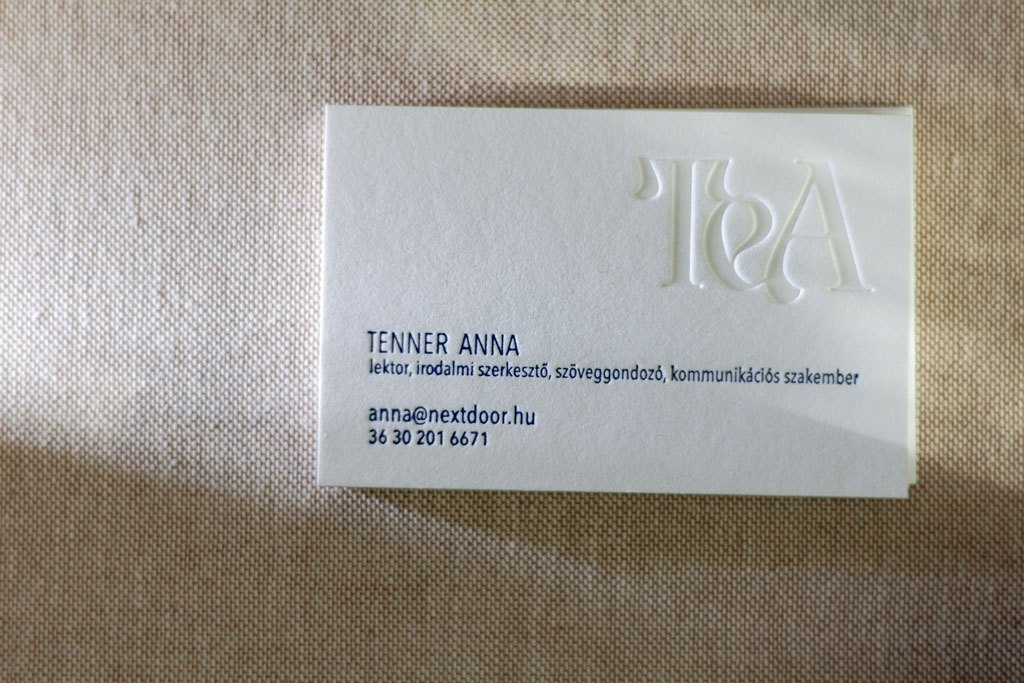 T&A
TENNER ANNA
lektor, irodalmi szerkesztő, szöveggondozó, kommunikációs szakember
anna@nextdoor.hu
36 30 201 6671